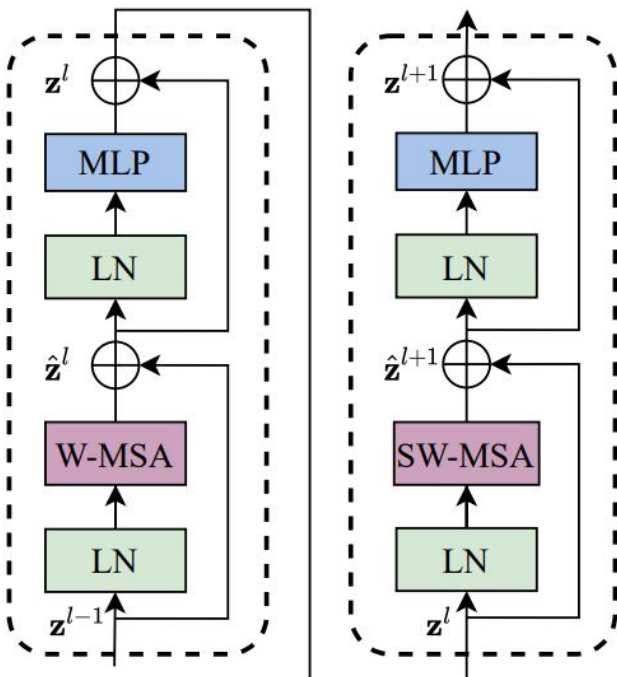 z^l
MLP
LN
ẑ^l
W-MSA
LN
z^{l-1}
z^{l+1}
MLP
LN
ẑ^{l+1}
SW-MSA
LN
z^l